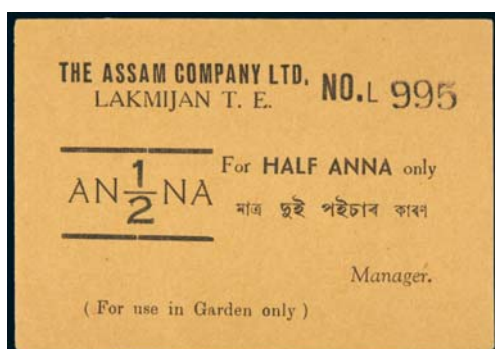 THE ASSAM COMPANY LTD.
LAKMIJAN T. E.
NO.L 995
AN 1/2 NA
For HALF ANNA only
মাত্ৰ দুই পইচাৰ কাৰণ
Manager.
( For use in Garden only )